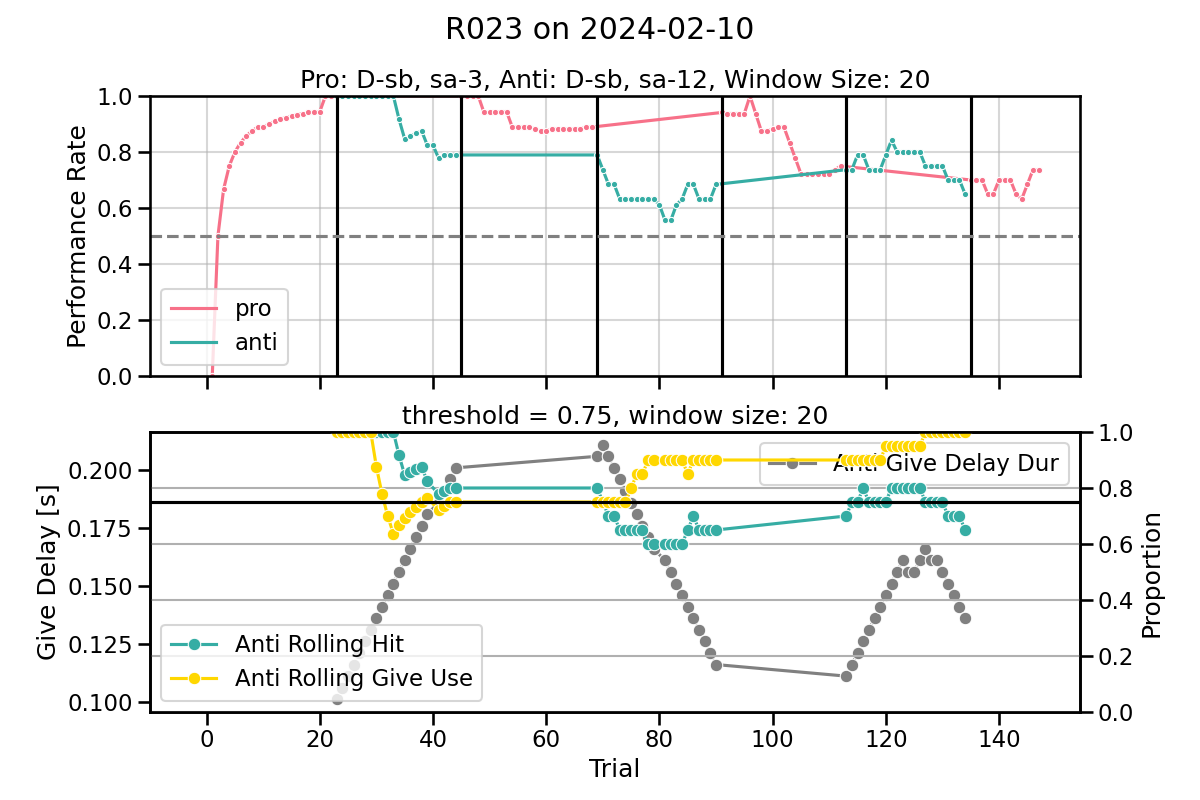 R023 on 2024-02-10
Pro: D-sb, sa-3, Anti: D-sb, sa-12, Window Size: 20
Performance Rate
1.0
0.8
0.6
0.4
0.2
0.0
pro
anti
threshold = 0.75, window size: 20
Give Delay [s]
0.200
0.175
0.150
0.125
0.100
Anti Give Delay Dur
Anti Rolling Hit
Anti Rolling Give Use
1.0
0.8
0.6
0.4
0.2
0.0
Proportion
0 20 40 60 80 100 120 140
Trial